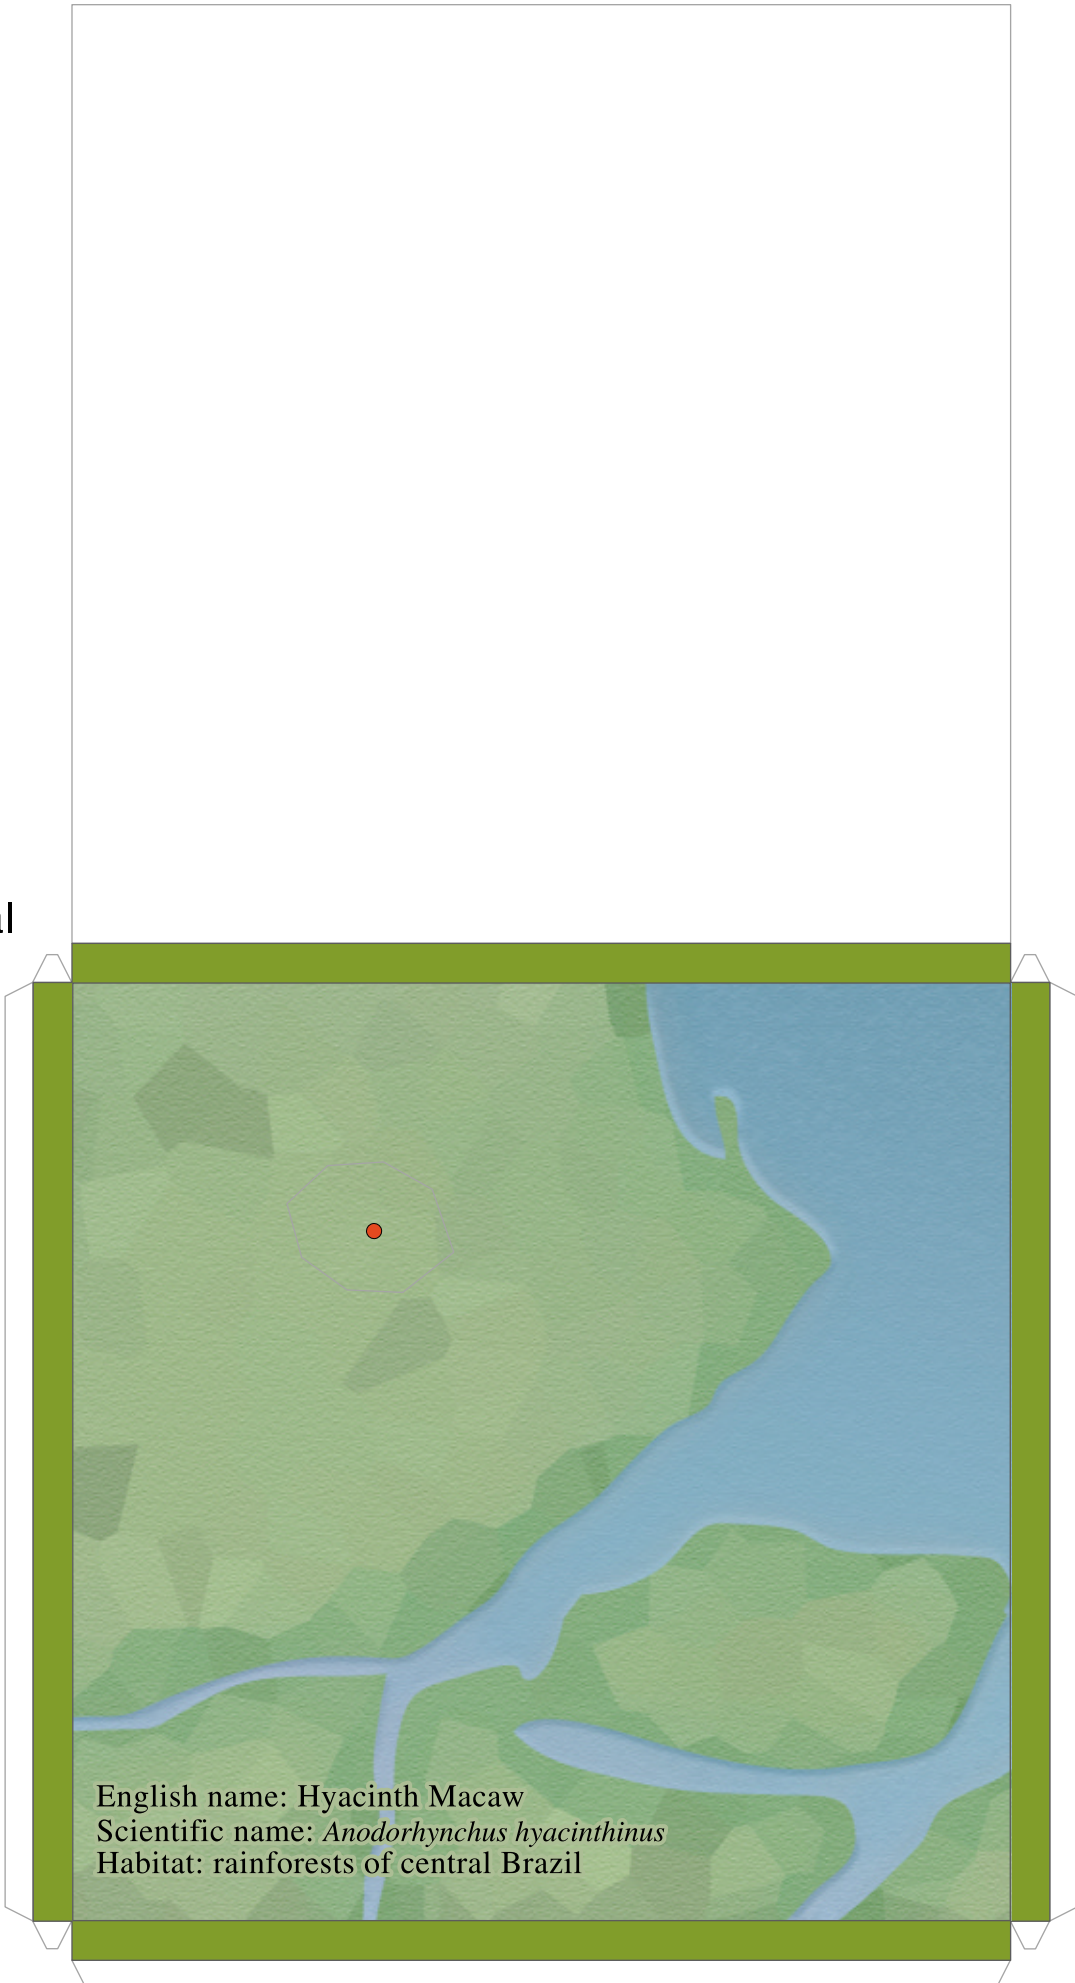 English name: Hyacinth Macaw
Scientific name: Anodorhynchus hyacinthinus
Habitat: rainforests of central Brazil